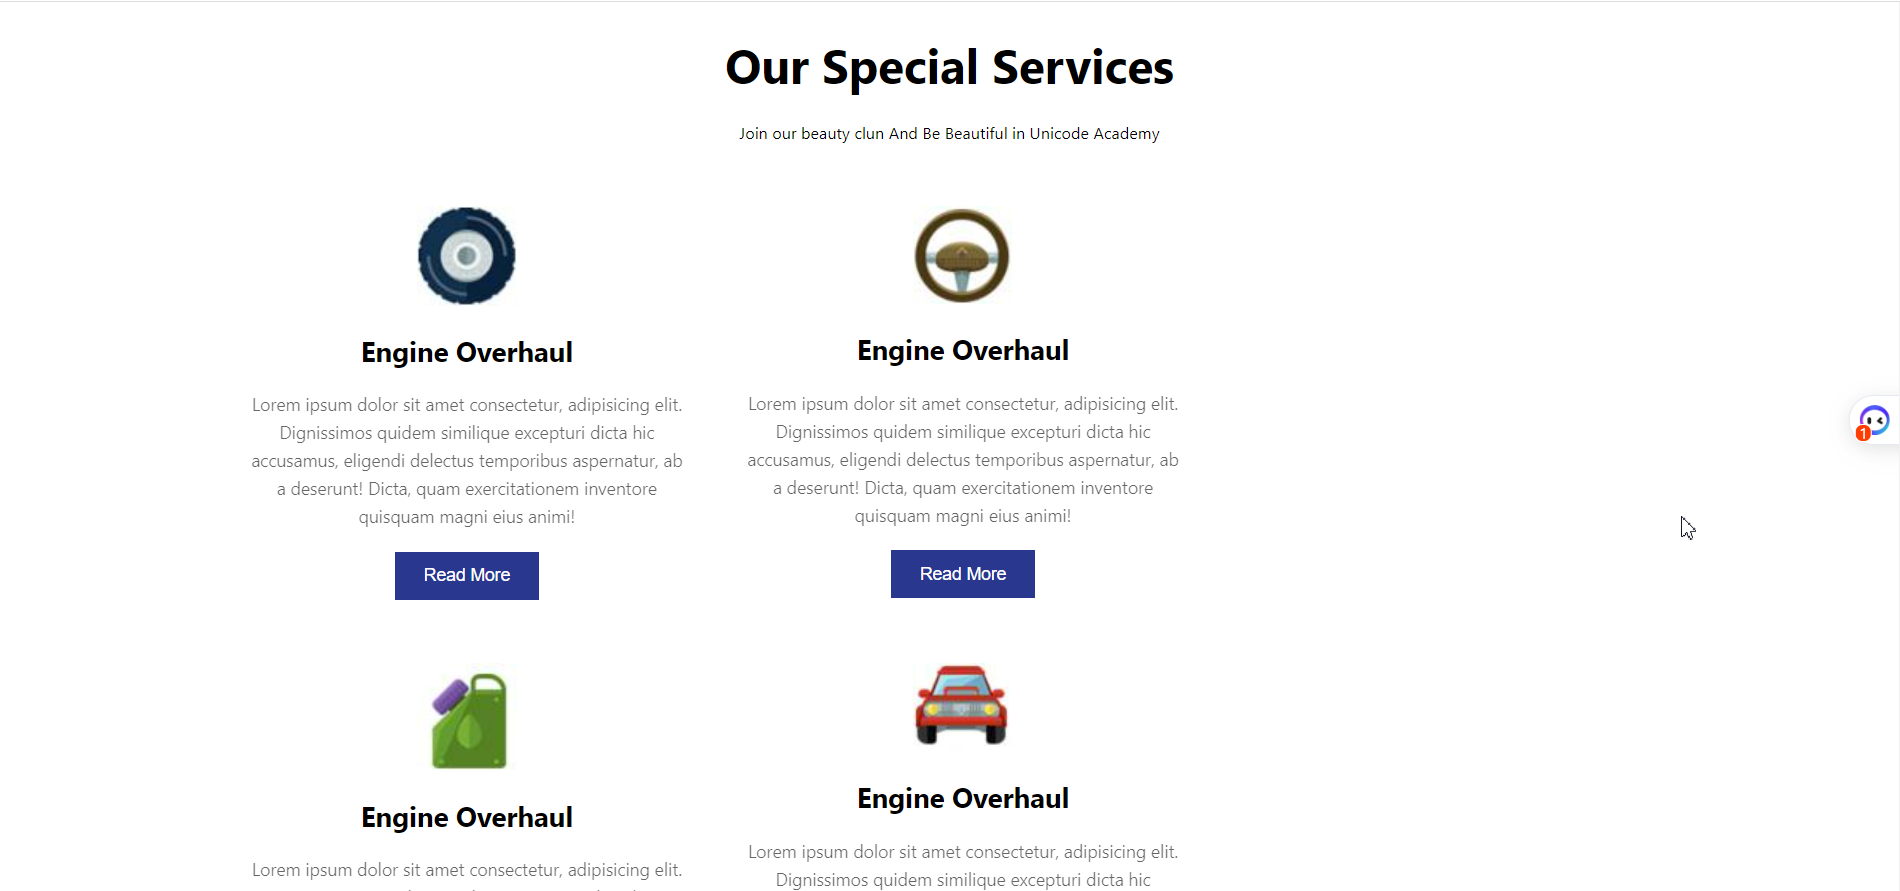 Our Special Services
Join our beauty clun And Be Beautiful in Unicode Academy
Engine Overhaul
Lorem ipsum dolor sit amet consectetur, adipisicing elit.
Dignissimos quidem similique excepturi dicta hic
accusamus, eligendi delectus temporibus aspernatur, ab
a deserunt! Dicta, quam exercitationem inventore
quisquam magni eius animi!
Read More
Engine Overhaul
Lorem ipsum dolor sit amet consectetur, adipisicing elit.
Dignissimos quidem similique excepturi dicta hic
accusamus, eligendi delectus temporibus aspernatur, ab
a deserunt! Dicta, quam exercitationem inventore
quisquam magni eius animi!
Read More
Engine Overhaul
Lorem ipsum dolor sit amet consectetur, adipisicing elit.
Engine Overhaul
Lorem ipsum dolor sit amet consectetur, adipisicing elit.
Dignissimos quidem similique excepturi dicta hic
1